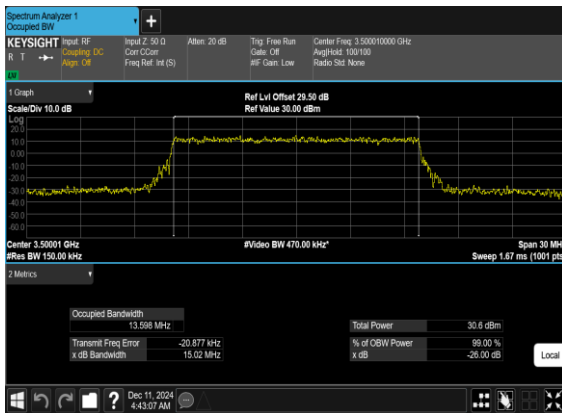 Spectrum Analyzer 1
Occupied BW
+
KEYSIGHT Input: RF Input Z: 50 Ω Atten: 20 dB Trig: Free Run Center Freq: 3.500010000 GHz
R T Coupling: DC Corr CCorr Gate: Off Avg|Hold: 100/100
Align: Off Freq Ref: Int (S) #IF Gain: Low Radio Std: None
1 Graph
Ref Lvl Offset 29.50 dB
Scale/Div 10.0 dB Ref Value 30.00 dBm
Log
20.0
10.0
0.00
-10.0
-20.0
-30.0
-40.0
-50.0
-60.0
Center 3.50001 GHz #Video BW 470.00 kHz* Span 30 MH
#Res BW 150.00 kHz Sweep 1.67 ms (1001 pts
2 Metrics
Occupied Bandwidth
13.598 MHz Total Power 30.6 dBm
Transmit Freq Error -20.877 kHz % of OBW Power 99.00 %
x dB Bandwidth 15.02 MHz x dB -26.00 dB
Local
? Dec 11, 2024
4:43:07 AM